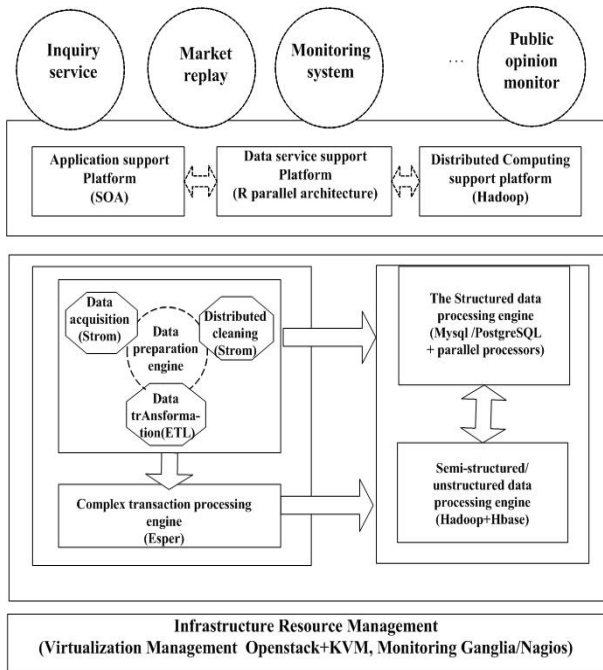 Inquiry
service
Market
replay
Monitoring
system
...
Public
opinion
monitor
Application support
Platform
(SOA)
Data service support
Platform
(R parallel architecture)
Distributed Computing
support platform
(Hadoop)
Data
acquisition
(Strom)
Distributed
cleaning
(Strom)
Data
preparation
engine
Data
trAnsforma-
tion(ETL)
Complex transaction processing
engine
(Esper)
The Structured data
processing engine
(Mysql /PostgreSQL
+ parallel processors)
Semi-structured/
unstructured data
processing engine
(Hadoop+Hbase)
Infrastructure Resource Management
(Virtualization Management Openstack+KVM, Monitoring Ganglia/Nagios)